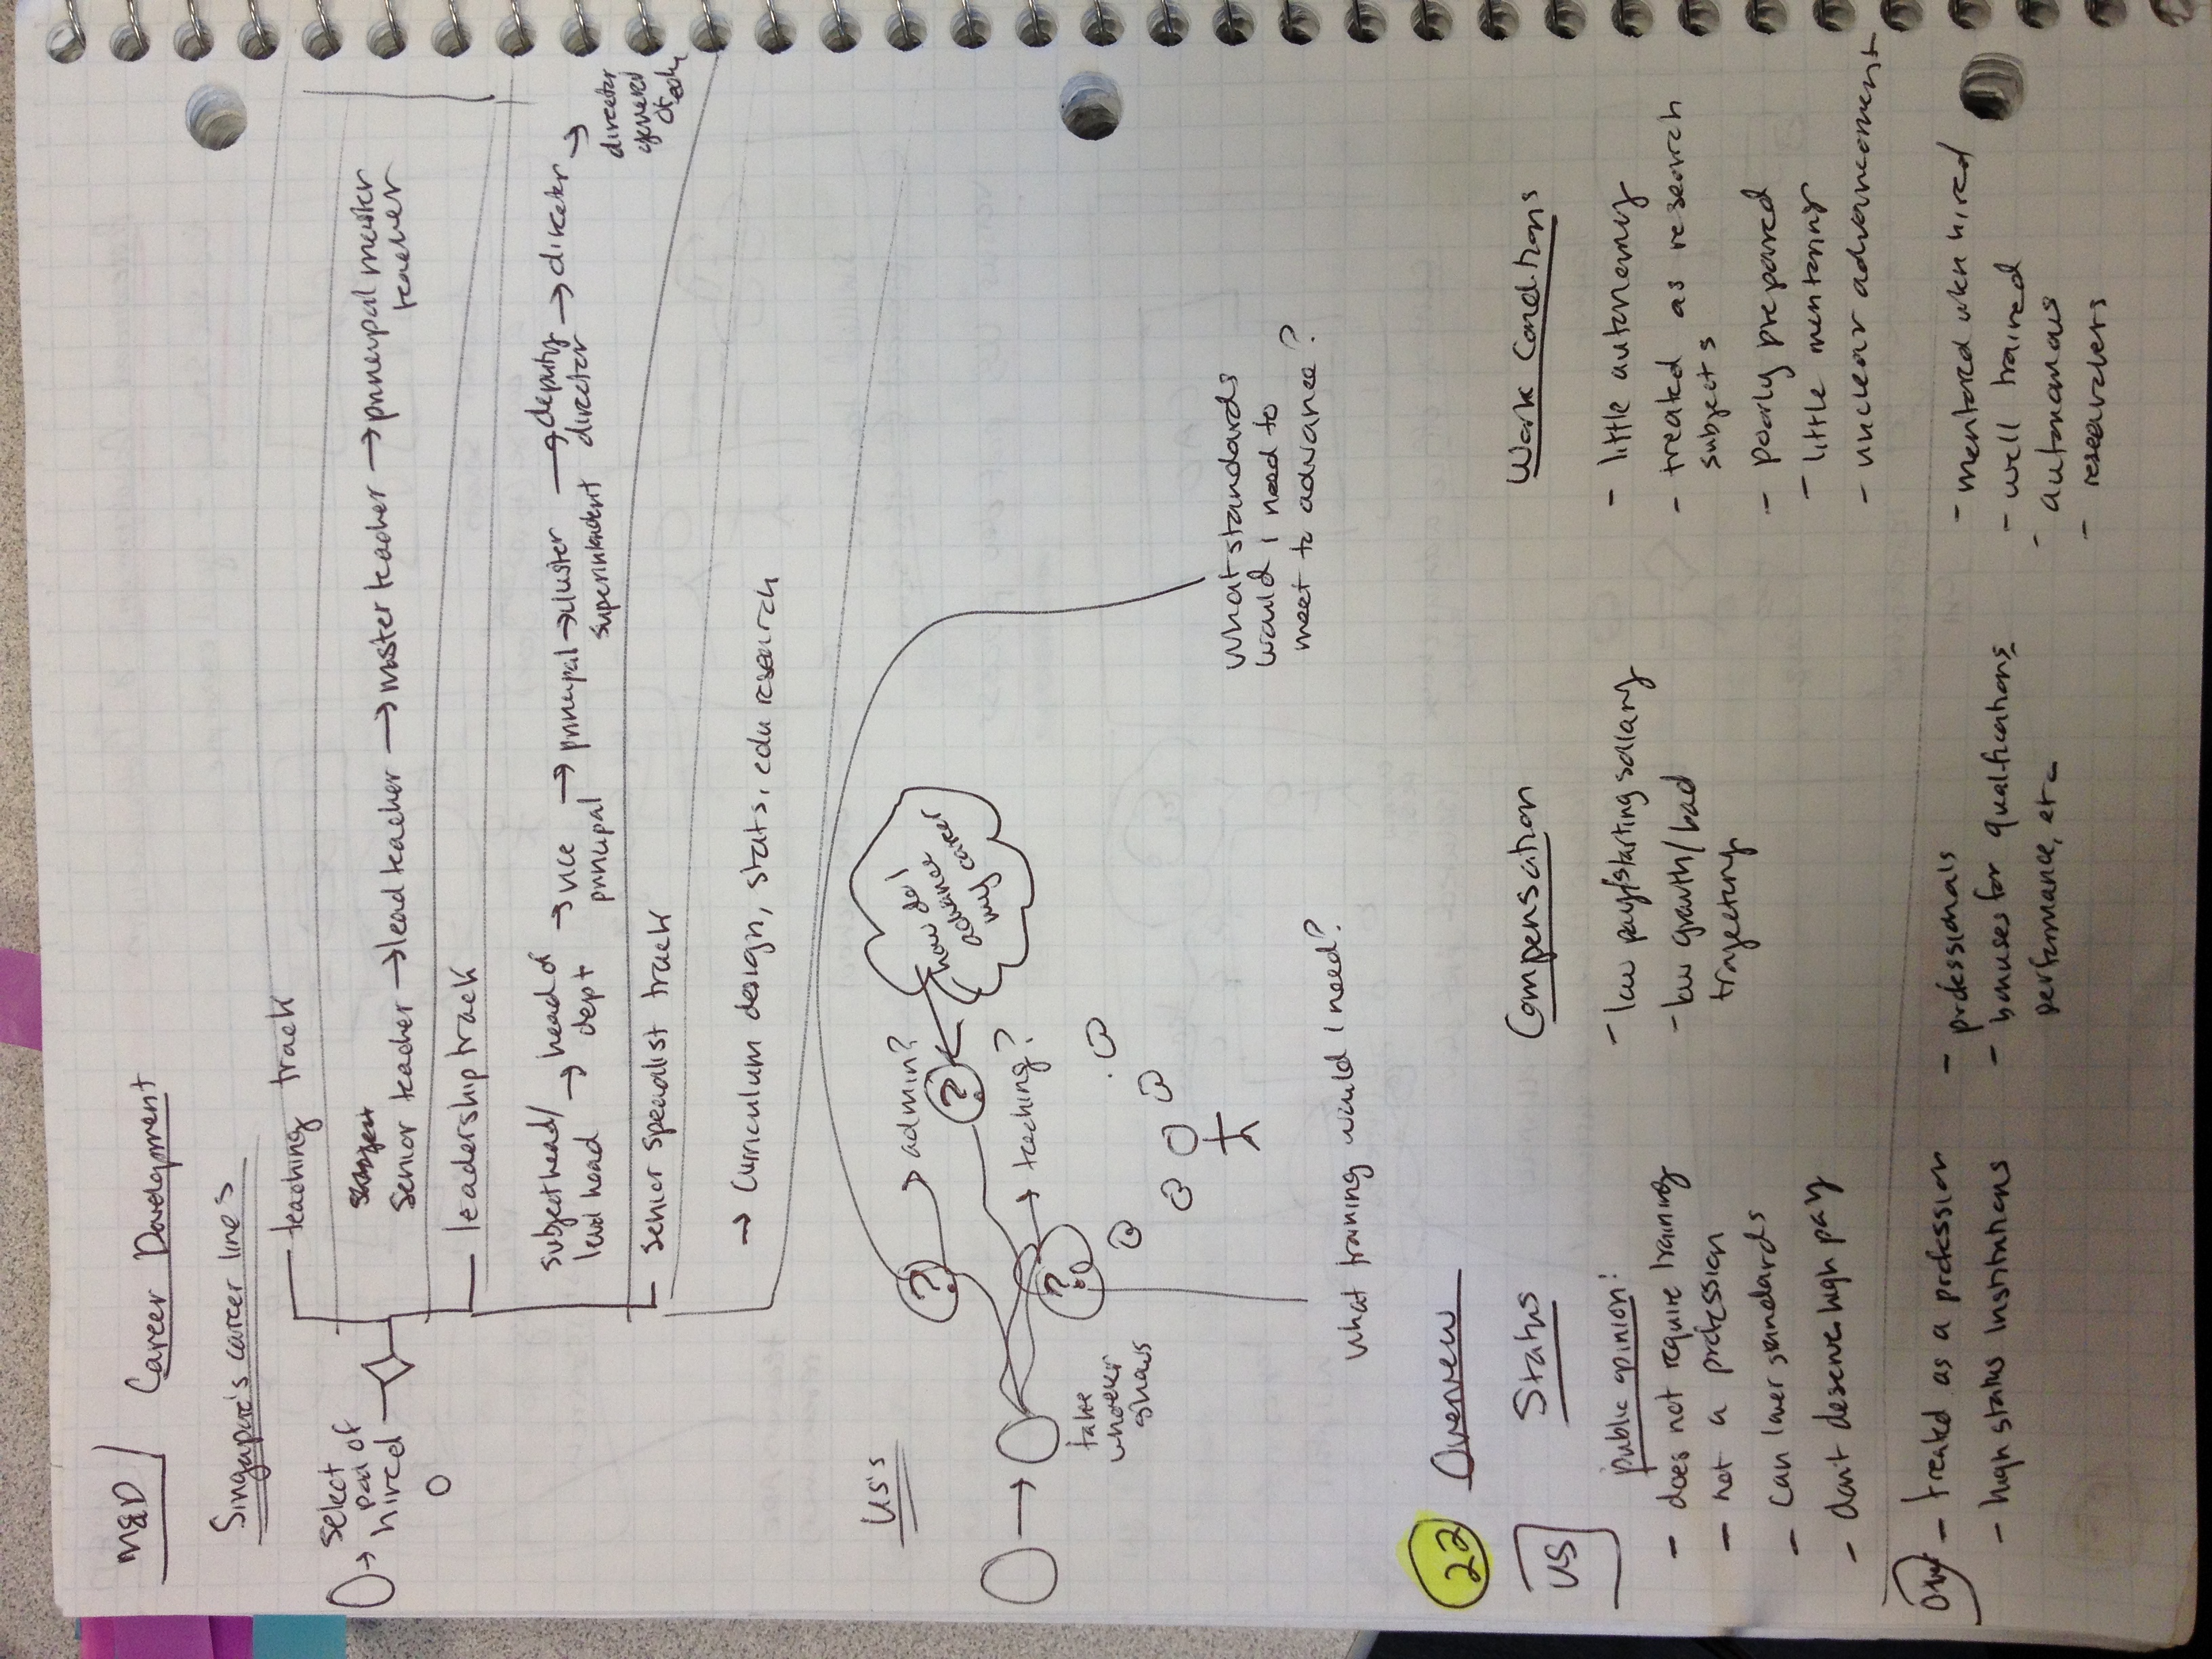 M&D
Career Development
Singapore's career lines
teaching track
select
pool of
hired
senior teacher → lead teacher → master teacher → principal master
teacher
leadership track
subject head/
level head
→ head of
dept
→ vice
principal
→ principal → cluster
superintendent
→ deputy
director
→ director →
director
general
of edu
senior specialist track
→ curriculum design, stats, edu research
US's
? → admin?
?
how do I
advance
my career
→ teaching?
?
take
whoever
shows
What standards
would I need to
meet to advance?
What training would I need?
22 Overview
US
Status
Compensation
Work Conditions
public opinion:
- does not require training
- not a profession
- can lower standards
- don't deserve high pay
- low pay/starting sallary
- low growth/bad
trajectory
- little autonomy
- treated as research
subjects
- poorly prepared
- little mentoring
- unclear advancement
- treated as a profession
- high status institutions
- professionals
- bonuses for qualifications,
performance, etc
- mentored when hired
- well trained
- autonomous
- researchers